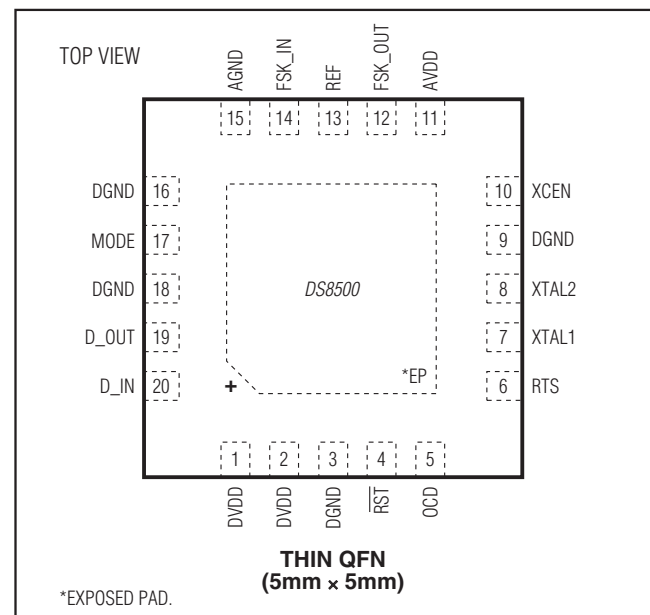 TOP VIEW
AGND
FSK_IN
REF
FSK_OUT
AVDD
15 14 13 12 11
DGND 16
MODE 17
DGND 18
D_OUT 19
D_IN 20
10 XCEN
9 DGND
8 XTAL2
7 XTAL1
6 RTS
DS8500
*EP
+
1 2 3 4 5
DVDD
DVDD
DGND
R̅S̅T̅
OCD
THIN QFN
(5mm × 5mm)
*EXPOSED PAD.